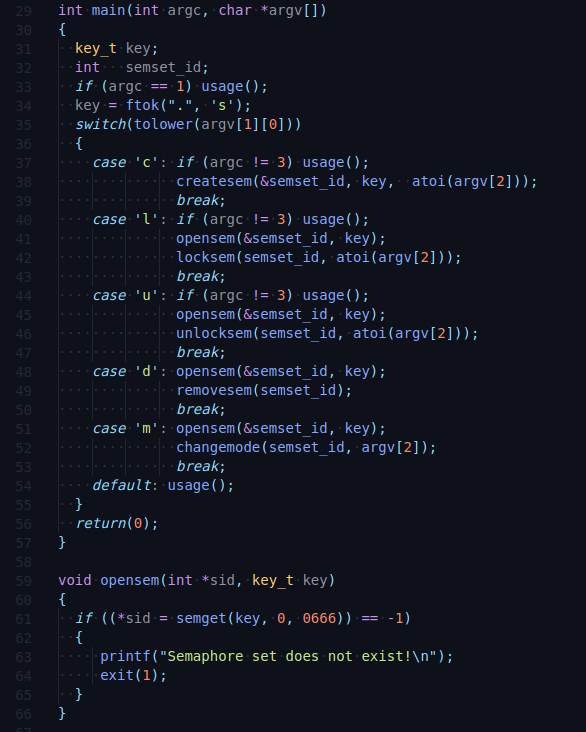 29 int main(int argc, char *argv[])
30 {
31   key_t key;
32   int   semset_id;
33   if (argc == 1) usage();
34   key = ftok(".", 's');
35   switch(tolower(argv[1][0]))
36   {
37     case 'c': if (argc != 3) usage();
38               createsem(&semset_id, key,  atoi(argv[2]));
39               break;
40     case 'l': if (argc != 3) usage();
41               opensem(&semset_id, key);
42               locksem(semset_id, atoi(argv[2]));
43               break;
44     case 'u': if (argc != 3) usage();
45               opensem(&semset_id, key);
46               unlocksem(semset_id, atoi(argv[2]));
47               break;
48     case 'd': opensem(&semset_id, key);
49               removesem(semset_id);
50               break;
51     case 'm': opensem(&semset_id, key);
52               changemode(semset_id, argv[2]);
53               break;
54     default: usage();
55   }
56   return(0);
57 }
58
59 void opensem(int *sid, key_t key)
60 {
61   if ((*sid = semget(key, 0, 0666)) == -1)
62   {
63      printf("Semaphore set does not exist!\n");
64      exit(1);
65   }
66 }